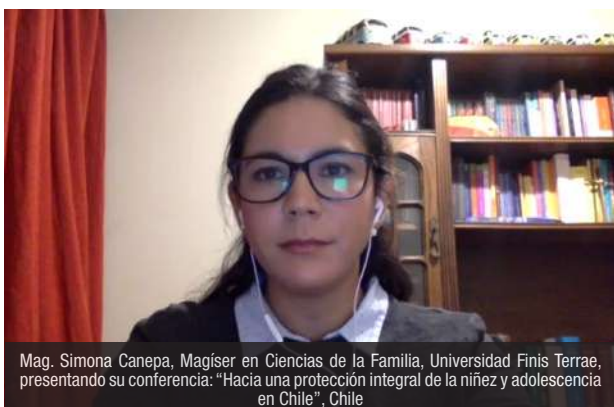 Mag. Simona Canepa, Magíser en Ciencias de la Familia, Universidad Finis Terrae,
presentando su conferencia: “Hacia una protección integral de la niñez y adolescencia
en Chile”, Chile